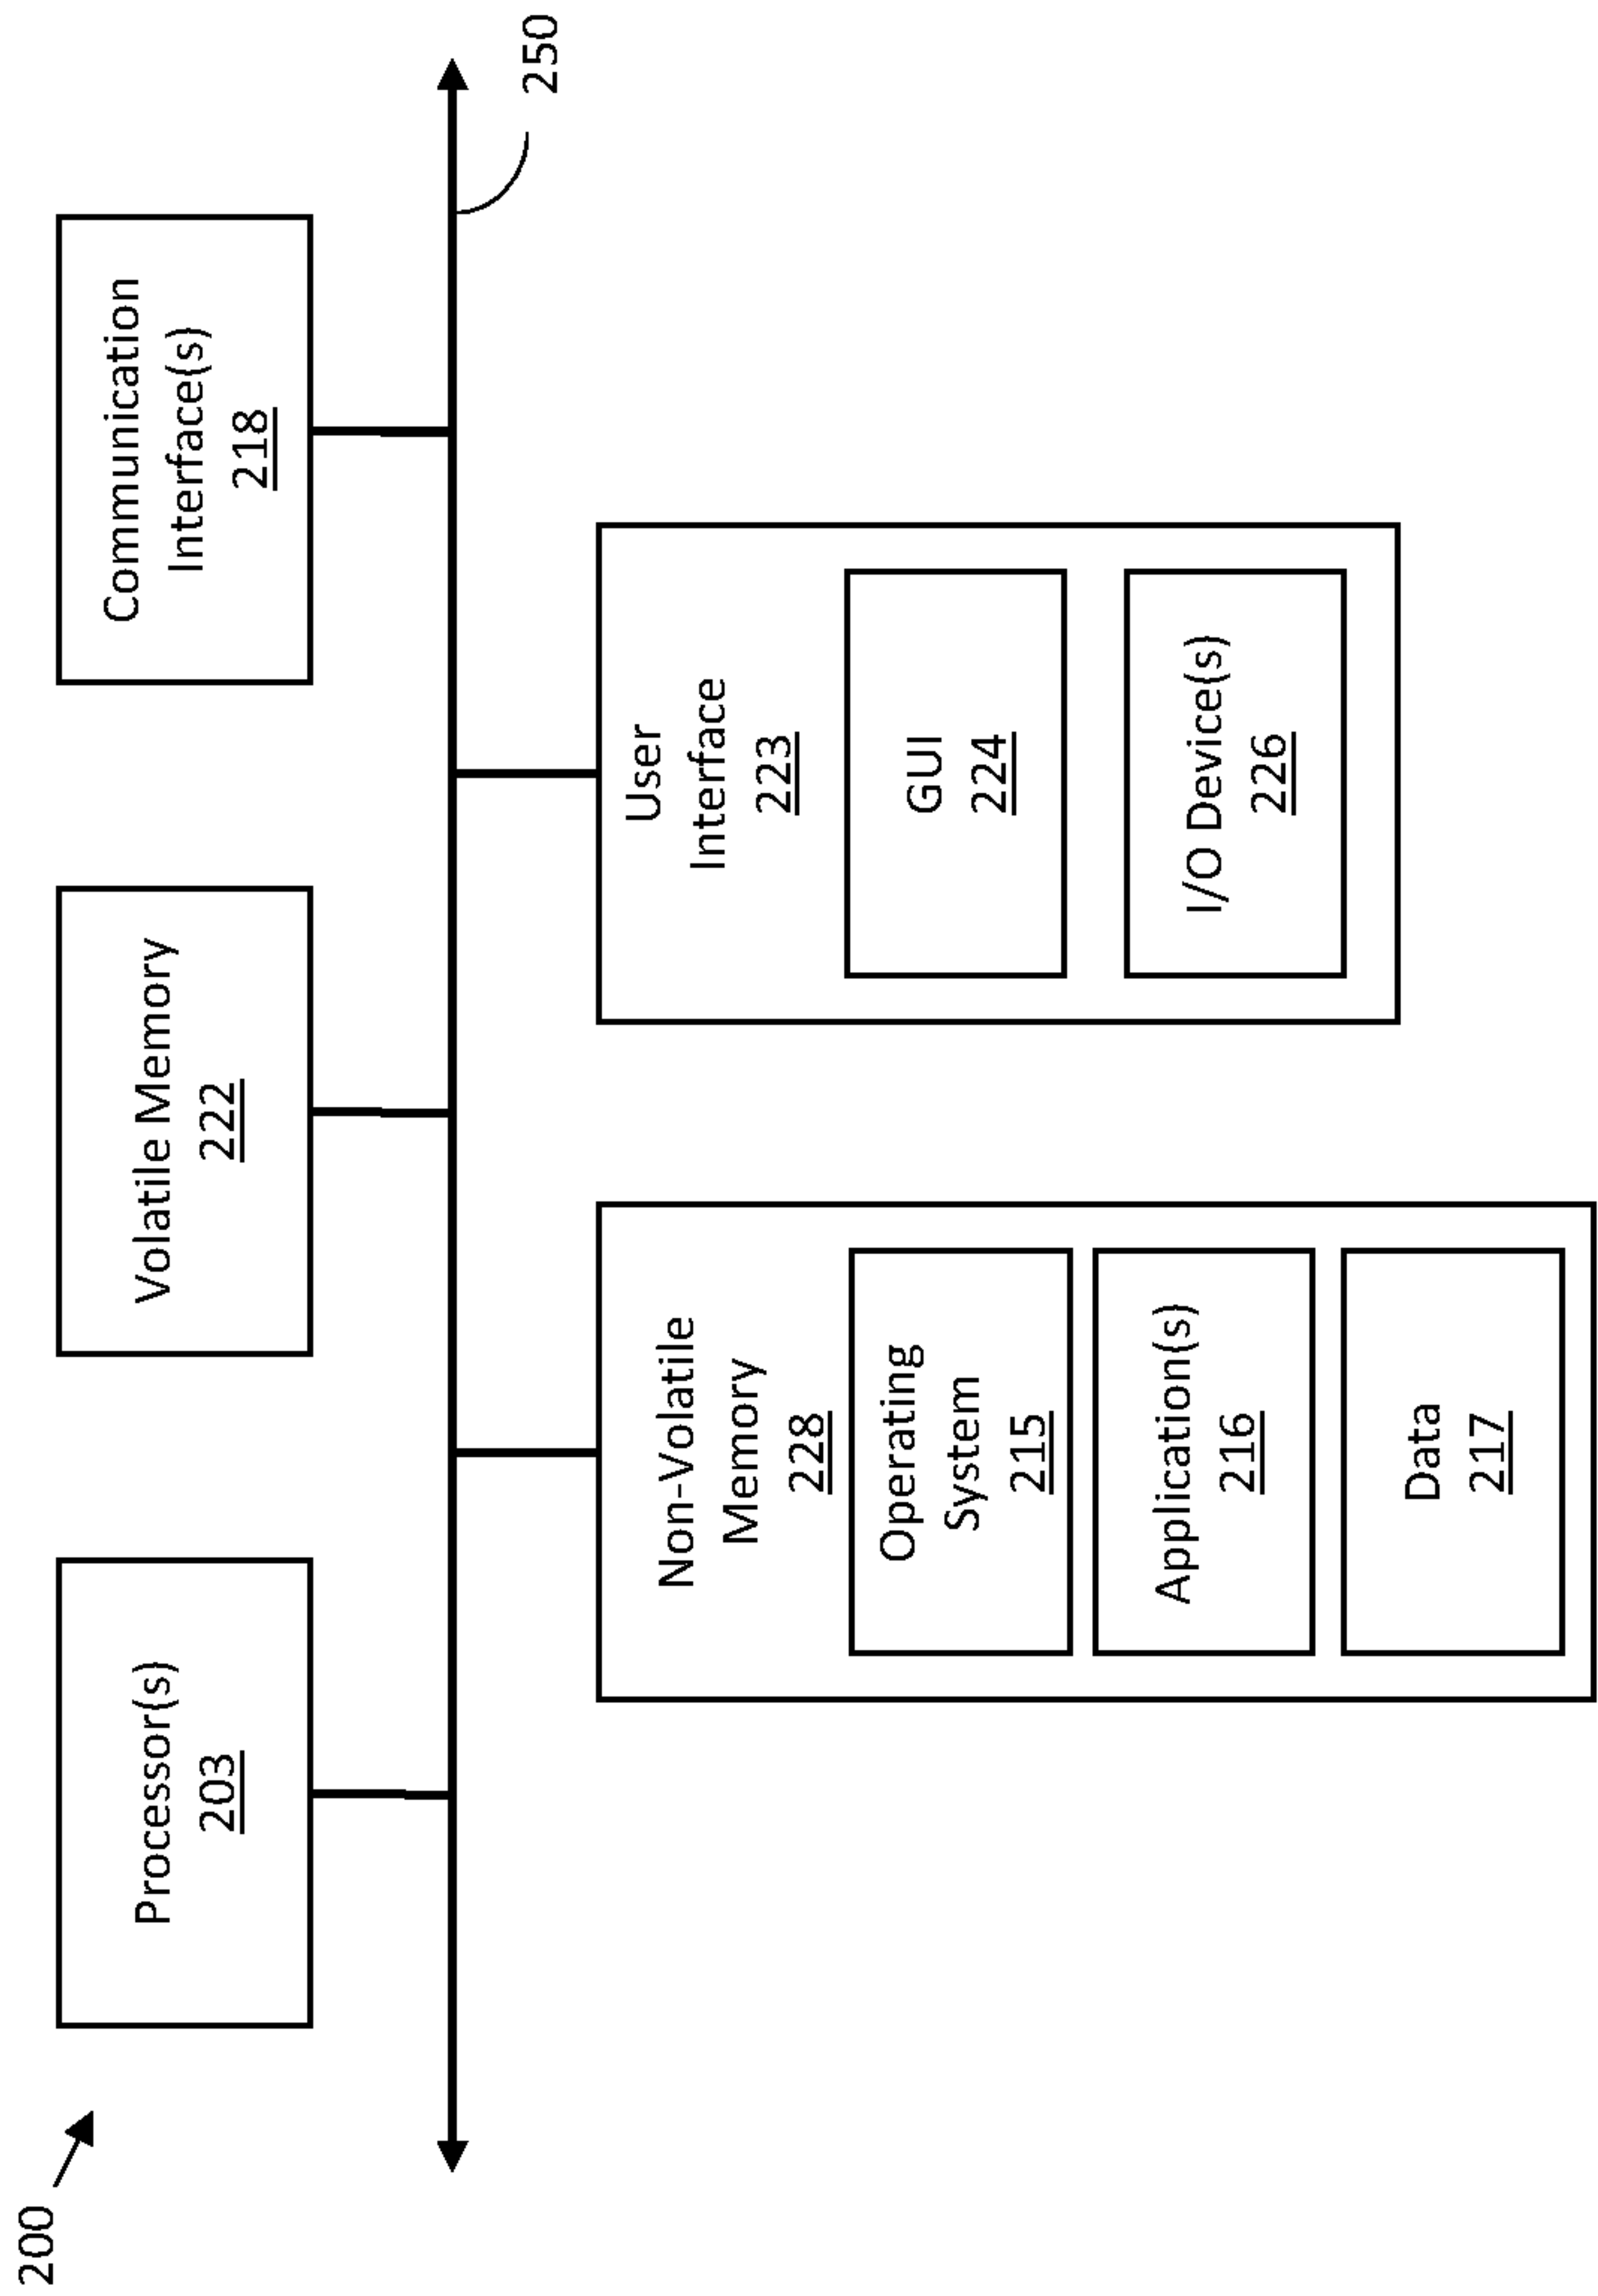 200
Processor(s)
203
Volatile Memory
222
Communication
Interface(s)
218
250
Non-Volatile
Memory
228
Operating
System
215
Application(s)
216
Data
217
User
Interface
223
GUI
224
I/O Device(s)
226